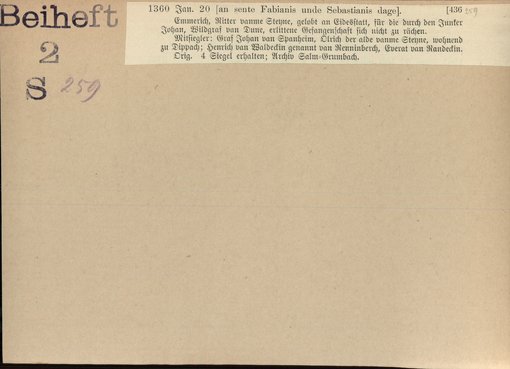 Beiheft
2
S 259
1360 Jan. 20 [an sente Fabianis unde Sebastianis dage]. [436 259
Emmerich, Ritter vanme Steyne, gelobt an Eidesstatt, für die durch den Junker
Johan, Wildgraf van Dune, erlittene Gefangenschaft sich nicht zu rächen.
Mitsiegler: Graf Johan van Spanheim, Olrich der alde vanme Steyne, wohnend
zu Dippach; Henrich van Waldeckin genannt van Renninberch, Everat van Randeckin.
Orig. 4 Siegel erhalten; Archiv Salm-Grumbach.